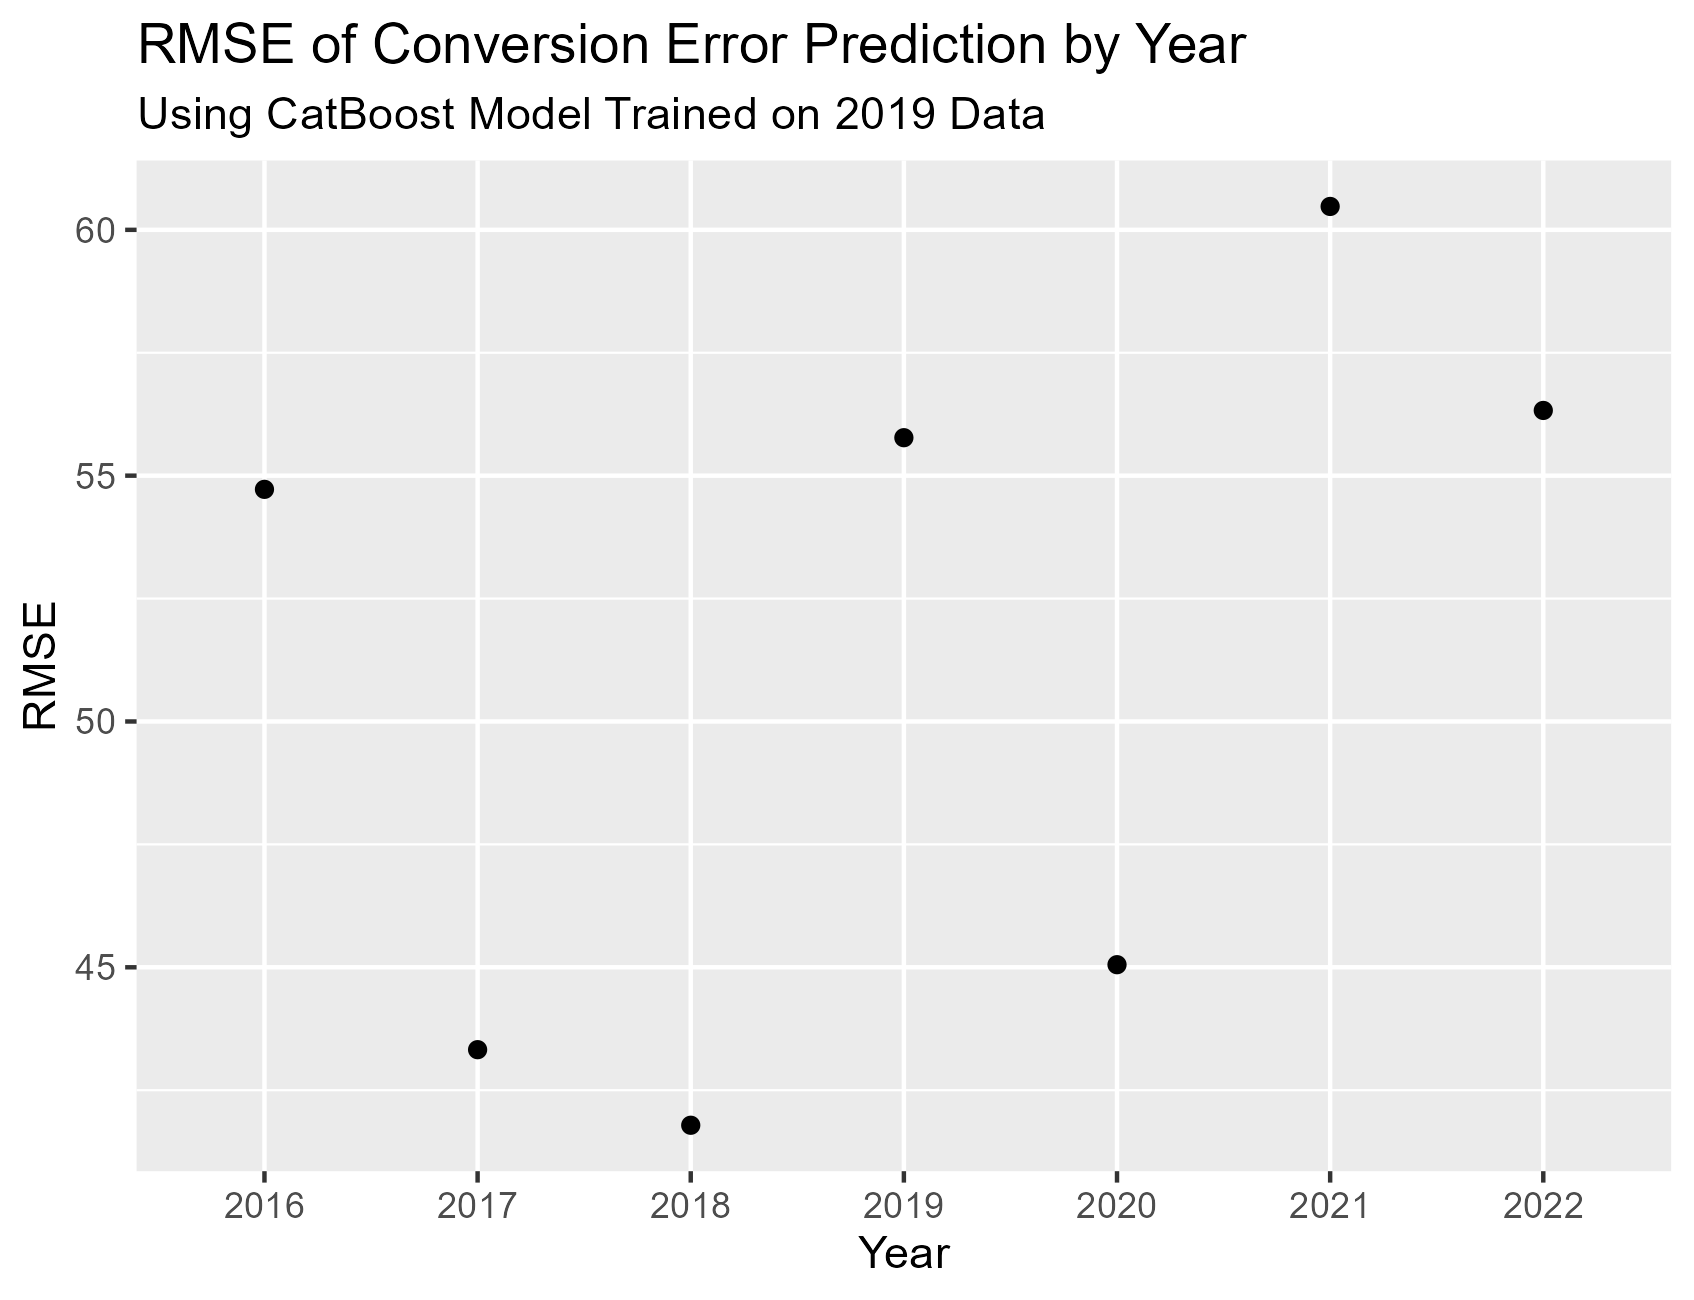 RMSE of Conversion Error Prediction by Year
Using CatBoost Model Trained on 2019 Data
RMSE
60
55
50
45
2016 2017 2018 2019 2020 2021 2022
Year